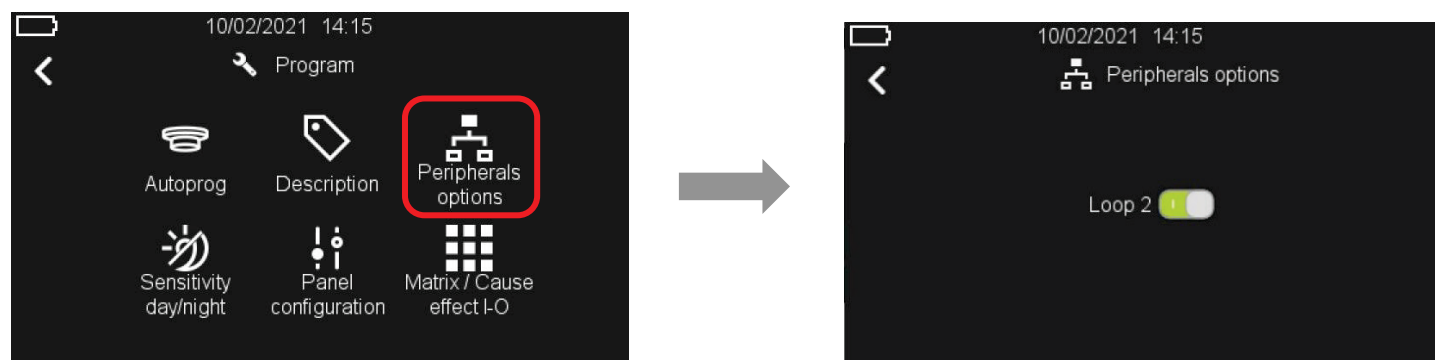 10/02/2021 14:15
Program
Autoprog
Description
Peripherals
options
Sensitivity
day/night
Panel
configuration
Matrix / Cause
effect I-O
10/02/2021 14:15
Peripherals options
Loop 2